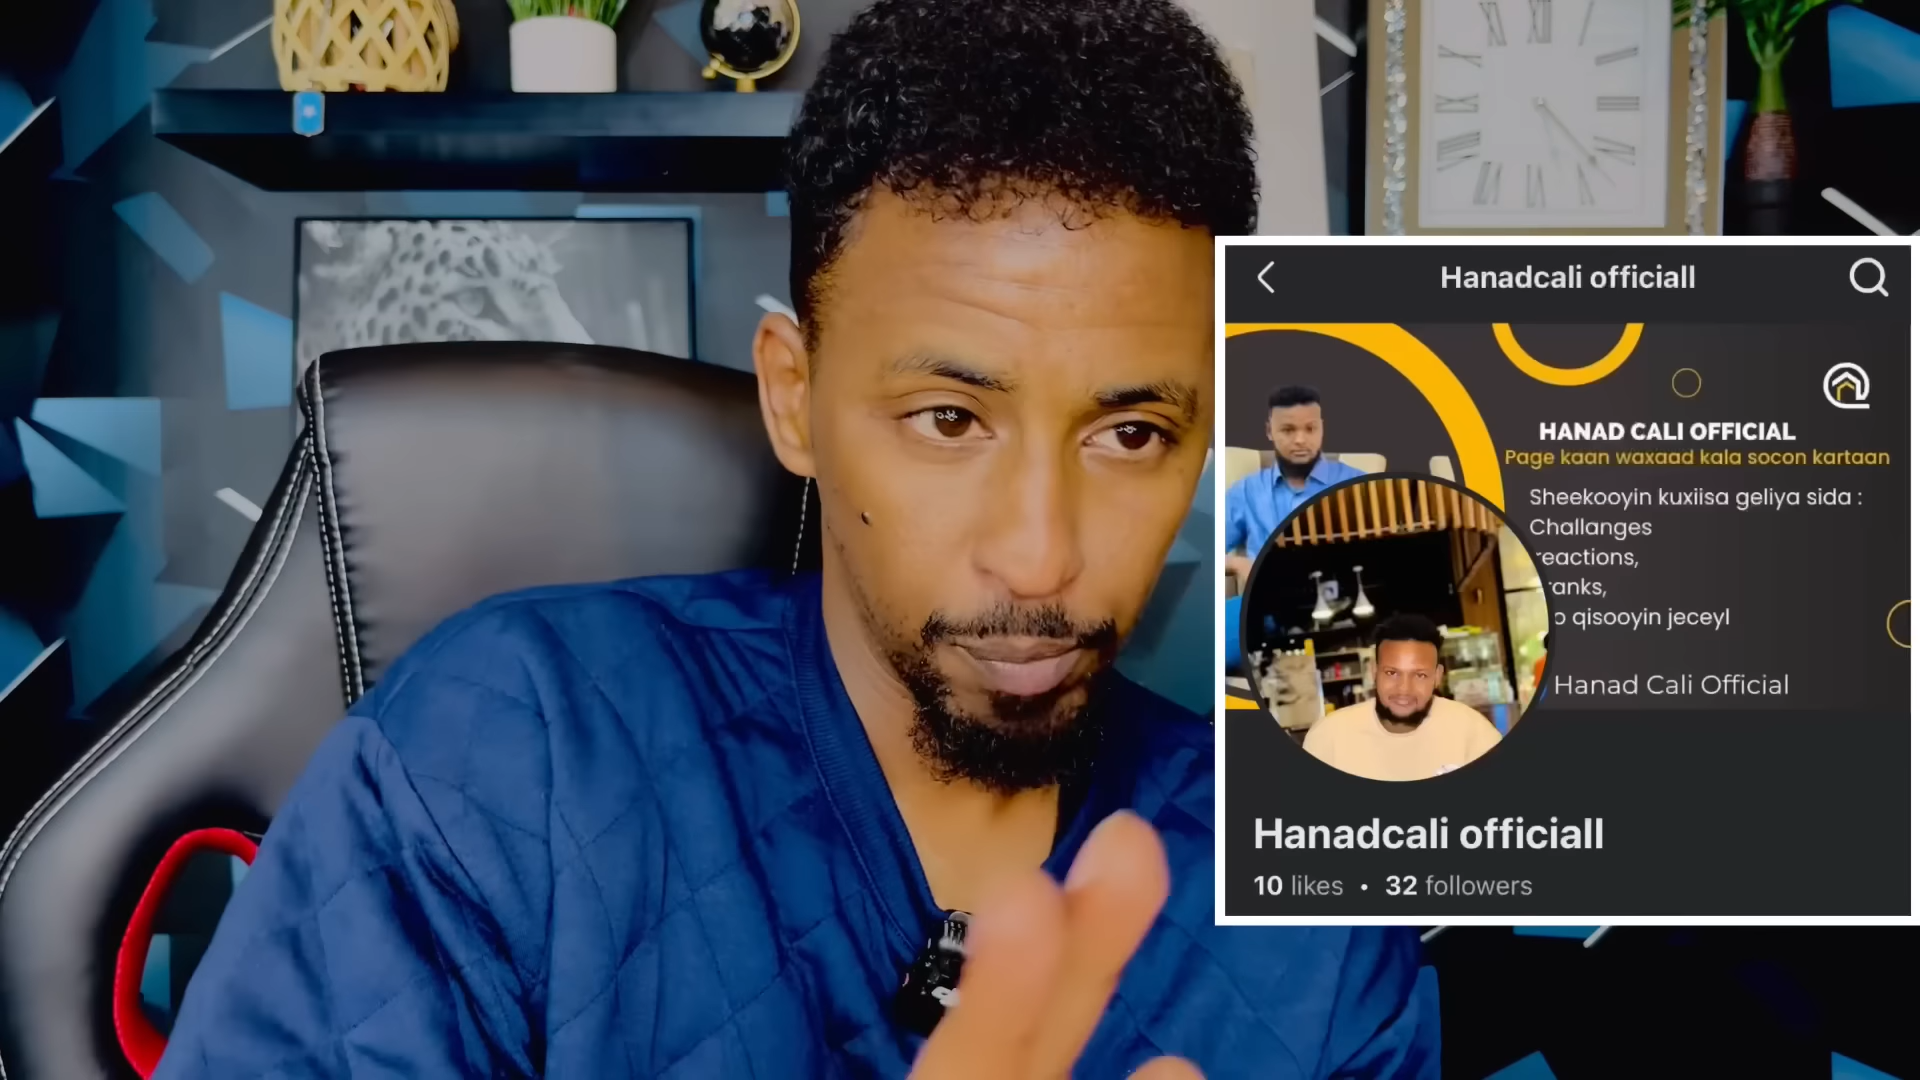 Hanadcali officiall
HANAD CALI OFFICIAL
Page kaan waxaad kala socon kartaan
Sheekooyin kuxiisa geliya sida :
Challanges
reactions,
qisooyin jeceyl
Hanad Cali Official
Hanadcali officiall
10 likes • 32 followers